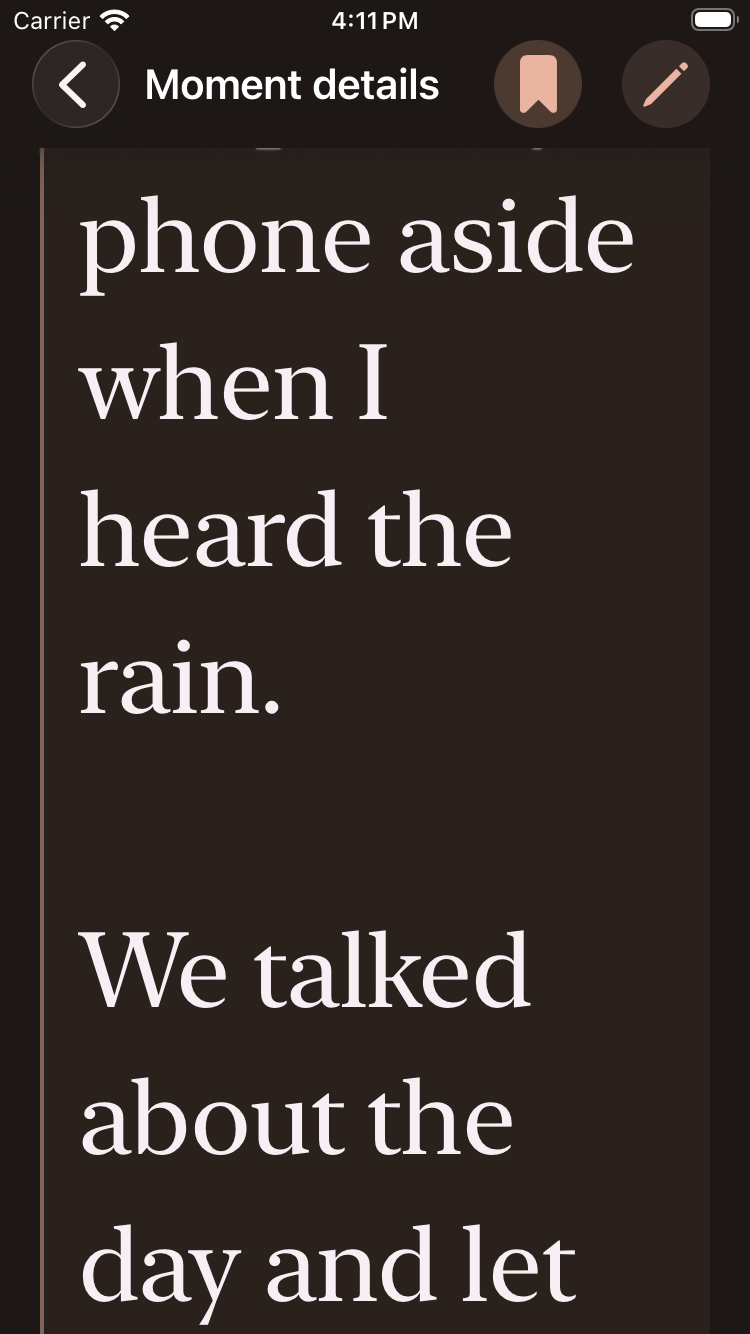 Carrier 4:11 PM
Moment details
phone aside
when I
heard the
rain.
We talked
about the
day and let